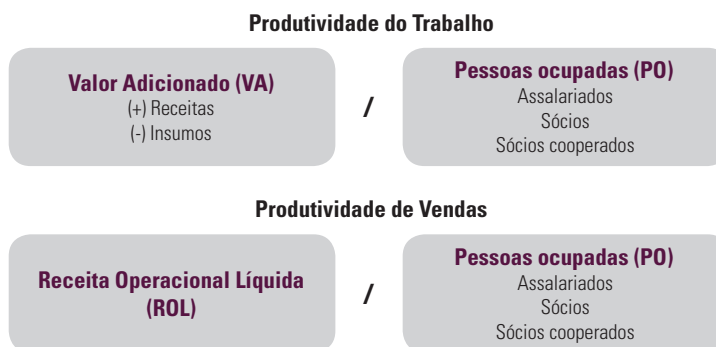 Produtividade do Trabalho
Valor Adicionado (VA)
(+) Receitas
(-) Insumos
/
Pessoas ocupadas (PO)
Assalariados
Sócios
Sócios cooperados
Produtividade de Vendas
Receita Operacional Líquida
(ROL)
/
Pessoas ocupadas (PO)
Assalariados
Sócios
Sócios cooperados